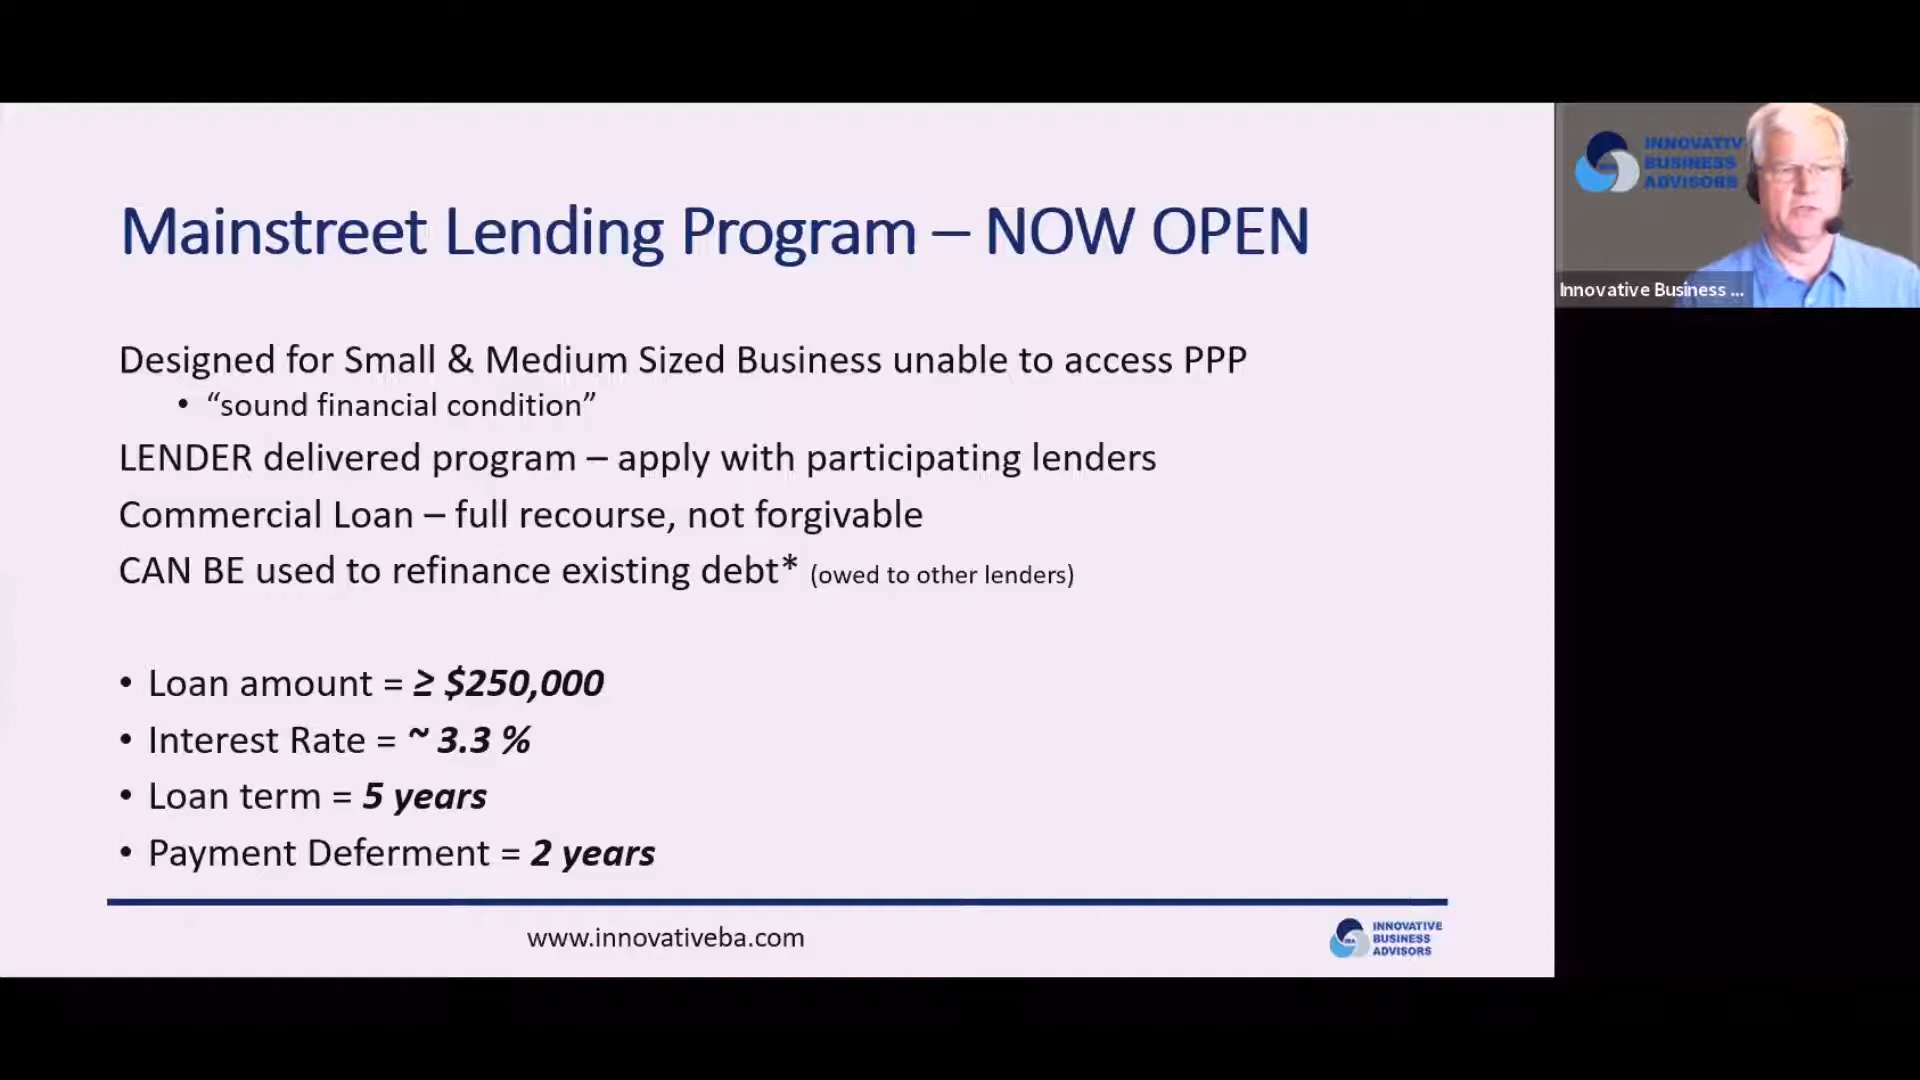 Mainstreet Lending Program – NOW OPEN
Designed for Small & Medium Sized Business unable to access PPP
• “sound financial condition”
LENDER delivered program – apply with participating lenders
Commercial Loan – full recourse, not forgivable
CAN BE used to refinance existing debt* (owed to other lenders)
• Loan amount = ≥ $250,000
• Interest Rate = ~ 3.3 %
• Loan term = 5 years
• Payment Deferment = 2 years
www.innovativeba.com
INNOVATIVE
BUSINESS
ADVISORS
INNOVATIV
BUSINESS
ADVISORS
Innovative Business ...